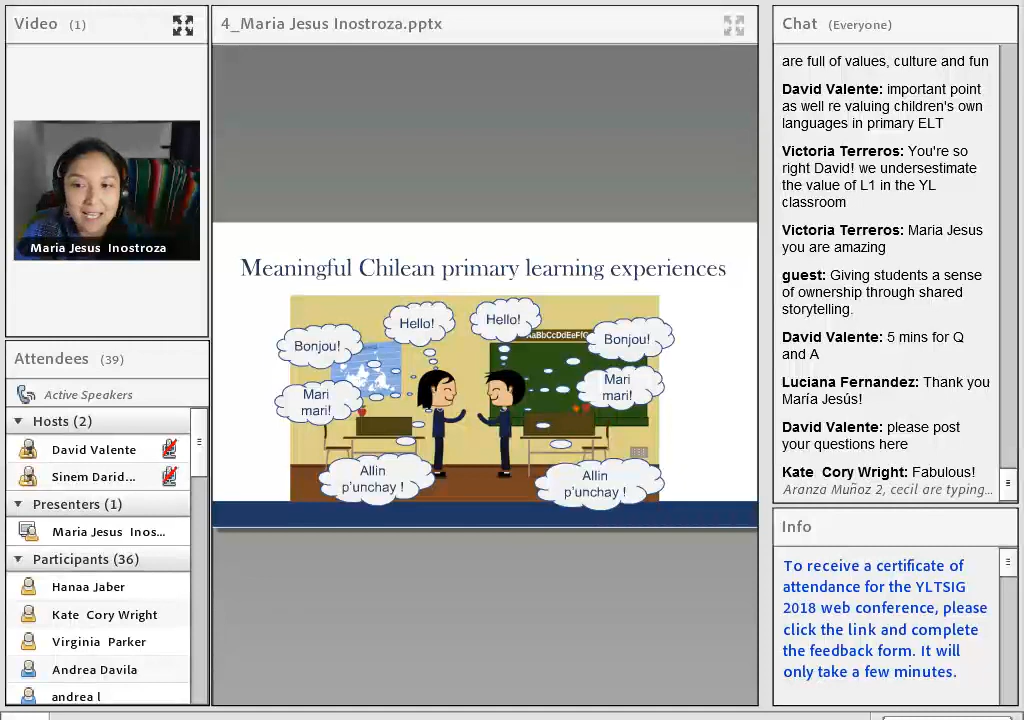 Video (1)
Maria Jesus Inostroza
Attendees (39)
Active Speakers
Hosts (2)
David Valente
Sinem Darid...
Presenters (1)
Maria Jesus Inos...
Participants (36)
Hanaa Jaber
Kate Cory Wright
Virginia Parker
Andrea Davila
andrea l
4_Maria Jesus Inostroza.pptx
Meaningful Chilean primary learning experiences
Hello!
Hello!
AaBbCcDdEeFfG
Bonjou!
Bonjou!
Mari
mari!
Mari
mari!
Allin
p'unchay !
Allin
p'unchay !
Chat (Everyone)
are full of values, culture and fun
David Valente: important point
as well re valuing children's own
languages in primary ELT
Victoria Terreros: You're so
right David! we undersestimate
the value of L1 in the YL
classroom
Victoria Terreros: Maria Jesus
you are amazing
guest: Giving students a sense
of ownership through shared
storytelling.
David Valente: 5 mins for Q
and A
Luciana Fernandez: Thank you
María Jesús!
David Valente: please post
your questions here
Kate Cory Wright: Fabulous!
Aranza Muñoz 2, cecil are typing...
Info
To receive a certificate of
attendance for the YLTSIG
2018 web conference, please
click the link and complete
the feedback form. It will
only take a few minutes.